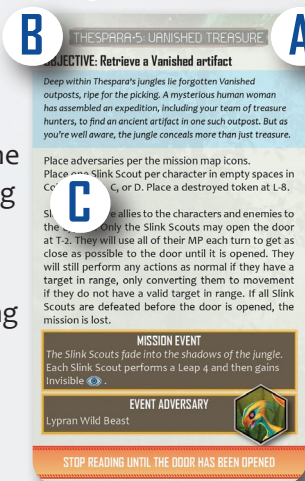 B
A
THESPARA-5: VANISHED TREASURE
OBJECTIVE: Retrieve a Vanished artifact
Deep within Thespara's jungles lie forgotten Vanished
outposts, ripe for the picking. A mysterious human woman
has assembled an expedition, including your team of treasure
hunters, to find an ancient artifact in one such outpost. But as
you're well aware, the jungle conceals more than just treasure.
Place adversaries per the mission map icons.
Place one Slink Scout per character in empty spaces in
C, or D. Place a destroyed token at L-8.
C
allies to the characters and enemies to
the Only the Slink Scouts may open the door
at T-2. They will use all of their MP each turn to get as
close as possible to the door until it is opened. They
will still perform any actions as normal if they have a
target in range, only converting them to movement
if they do not have a valid target in range. If all Slink
Scouts are defeated before the door is opened, the
mission is lost.
MISSION EVENT
The Slink Scouts fade into the shadows of the jungle.
Each Slink Scout performs a Leap 4 and then gains
Invisible .
EVENT ADVERSARY
Lypran Wild Beast
STOP READING UNTIL THE DOOR HAS BEEN OPENED